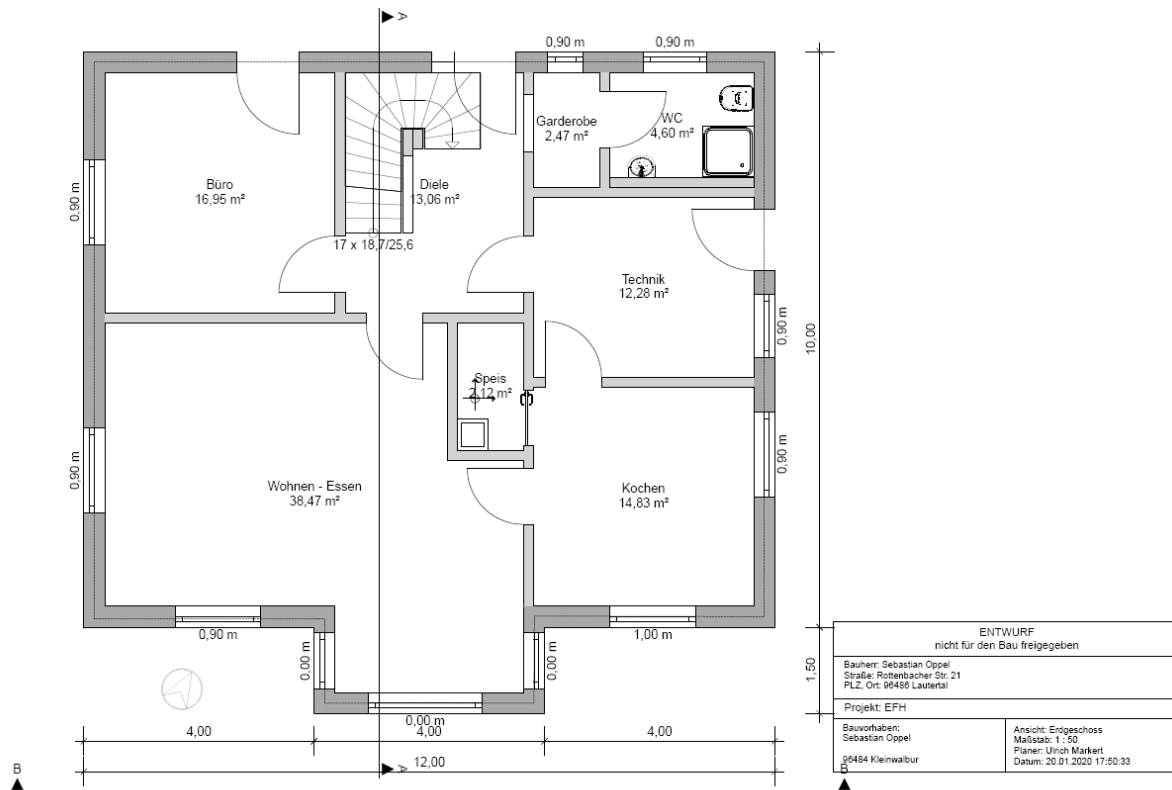 A
0,90 m
0,90 m
Garderobe
2,47 m²
WC
4,60 m²
Büro
16,95 m²
Diele
13,06 m²
0,90 m
17 x 18,7/25,6
Technik
12,28 m²
0,90 m
10,00
Speis
2,12 m²
0,90 m
0,90 m
Wohnen - Essen
38,47 m²
Kochen
14,83 m²
0,90 m
1,00 m
0,00 m
0,00 m
1,50
0,00 m
4,00
4,00
4,00
A
12,00
B
B
ENTWURF
nicht für den Bau freigegeben
Bauherr: Sebastian Oppel
Straße: Rottenbacher Str. 21
PLZ, Ort: 96486 Lautertal
Projekt: EFH
Bauvorhaben:
Sebastian Oppel
96484 Kleinwalbur
Ansicht: Erdgeschoss
Maßstab: 1 : 50
Planer: Ulrich Markert
Datum: 20.01.2020 17:50:33